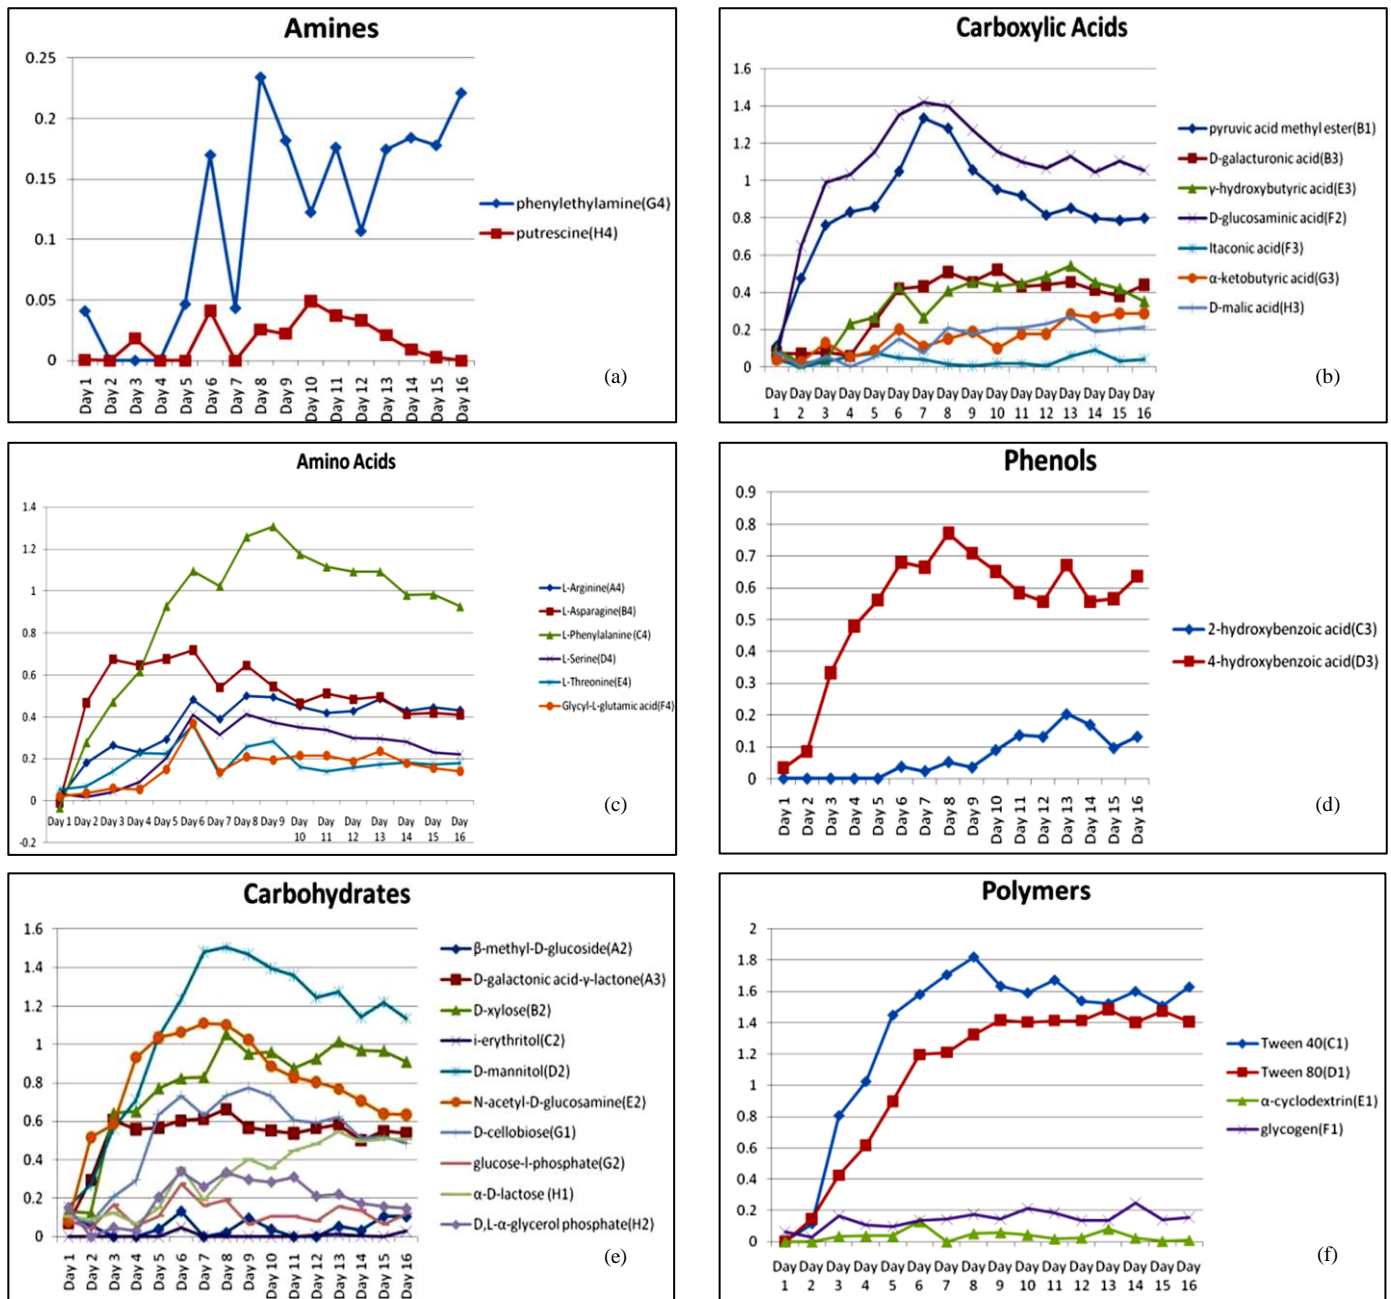 Amines
0.25
0.2
0.15
0.1
0.05
0
Day 1
Day 2
Day 3
Day 4
Day 5
Day 6
Day 7
Day 8
Day 9
Day 10
Day 11
Day 12
Day 13
Day 14
Day 15
Day 16
phenylethylamine(G4)
putrescine(H4)
(a)
Carboxylic Acids
1.6
1.4
1.2
1
0.8
0.6
0.4
0.2
0
Day Day Day Day Day Day Day Day Day Day Day Day Day Day Day Day
1 2 3 4 5 6 7 8 9 10 11 12 13 14 15 16
pyruvic acid methyl ester(B1)
D-galacturonic acid(B3)
γ-hydroxybutyric acid(E3)
D-glucosaminic acid(F2)
Itaconic acid(F3)
α-ketobutyric acid(G3)
D-malic acid(H3)
(b)
Amino Acids
1.4
1.2
1
0.8
0.6
0.4
0.2
0
-0.2
Day 1 Day 2 Day 3 Day 4 Day 5 Day 6 Day 7 Day 8 Day 9 Day Day Day Day Day Day Day
10 11 12 13 14 15 16
L-Arginine(A4)
L-Asparagine(B4)
L-Phenylalanine(C4)
L-Serine(D4)
L-Threonine(E4)
Glycyl-L-glutamic acid(F4)
(c)
Phenols
0.9
0.8
0.7
0.6
0.5
0.4
0.3
0.2
0.1
0
Day 1
Day 2
Day 3
Day 4
Day 5
Day 6
Day 7
Day 8
Day 9
Day 10
Day 11
Day 12
Day 13
Day 14
Day 15
Day 16
2-hydroxybenzoic acid(C3)
4-hydroxybenzoic acid(D3)
(d)
Carbohydrates
1.6
1.4
1.2
1
0.8
0.6
0.4
0.2
0
Day 1
Day 2
Day 3
Day 4
Day 5
Day 6
Day 7
Day 8
Day 9
Day 10
Day 11
Day 12
Day 13
Day 14
Day 15
Day 16
β-methyl-D-glucoside(A2)
D-galactonic acid-γ-lactone(A3)
D-xylose(B2)
i-erythritol(C2)
D-mannitol(D2)
N-acetyl-D-glucosamine(E2)
D-cellobiose(G1)
glucose-l-phosphate(G2)
α-D-lactose (H1)
D,L-α-glycerol phosphate(H2)
(e)
Polymers
2
1.8
1.6
1.4
1.2
1
0.8
0.6
0.4
0.2
0
Day Day Day Day Day Day Day Day Day Day Day Day Day Day Day Day
1 2 3 4 5 6 7 8 9 10 11 12 13 14 15 16
Tween 40(C1)
Tween 80(D1)
α-cyclodextrin(E1)
glycogen(F1)
(f)